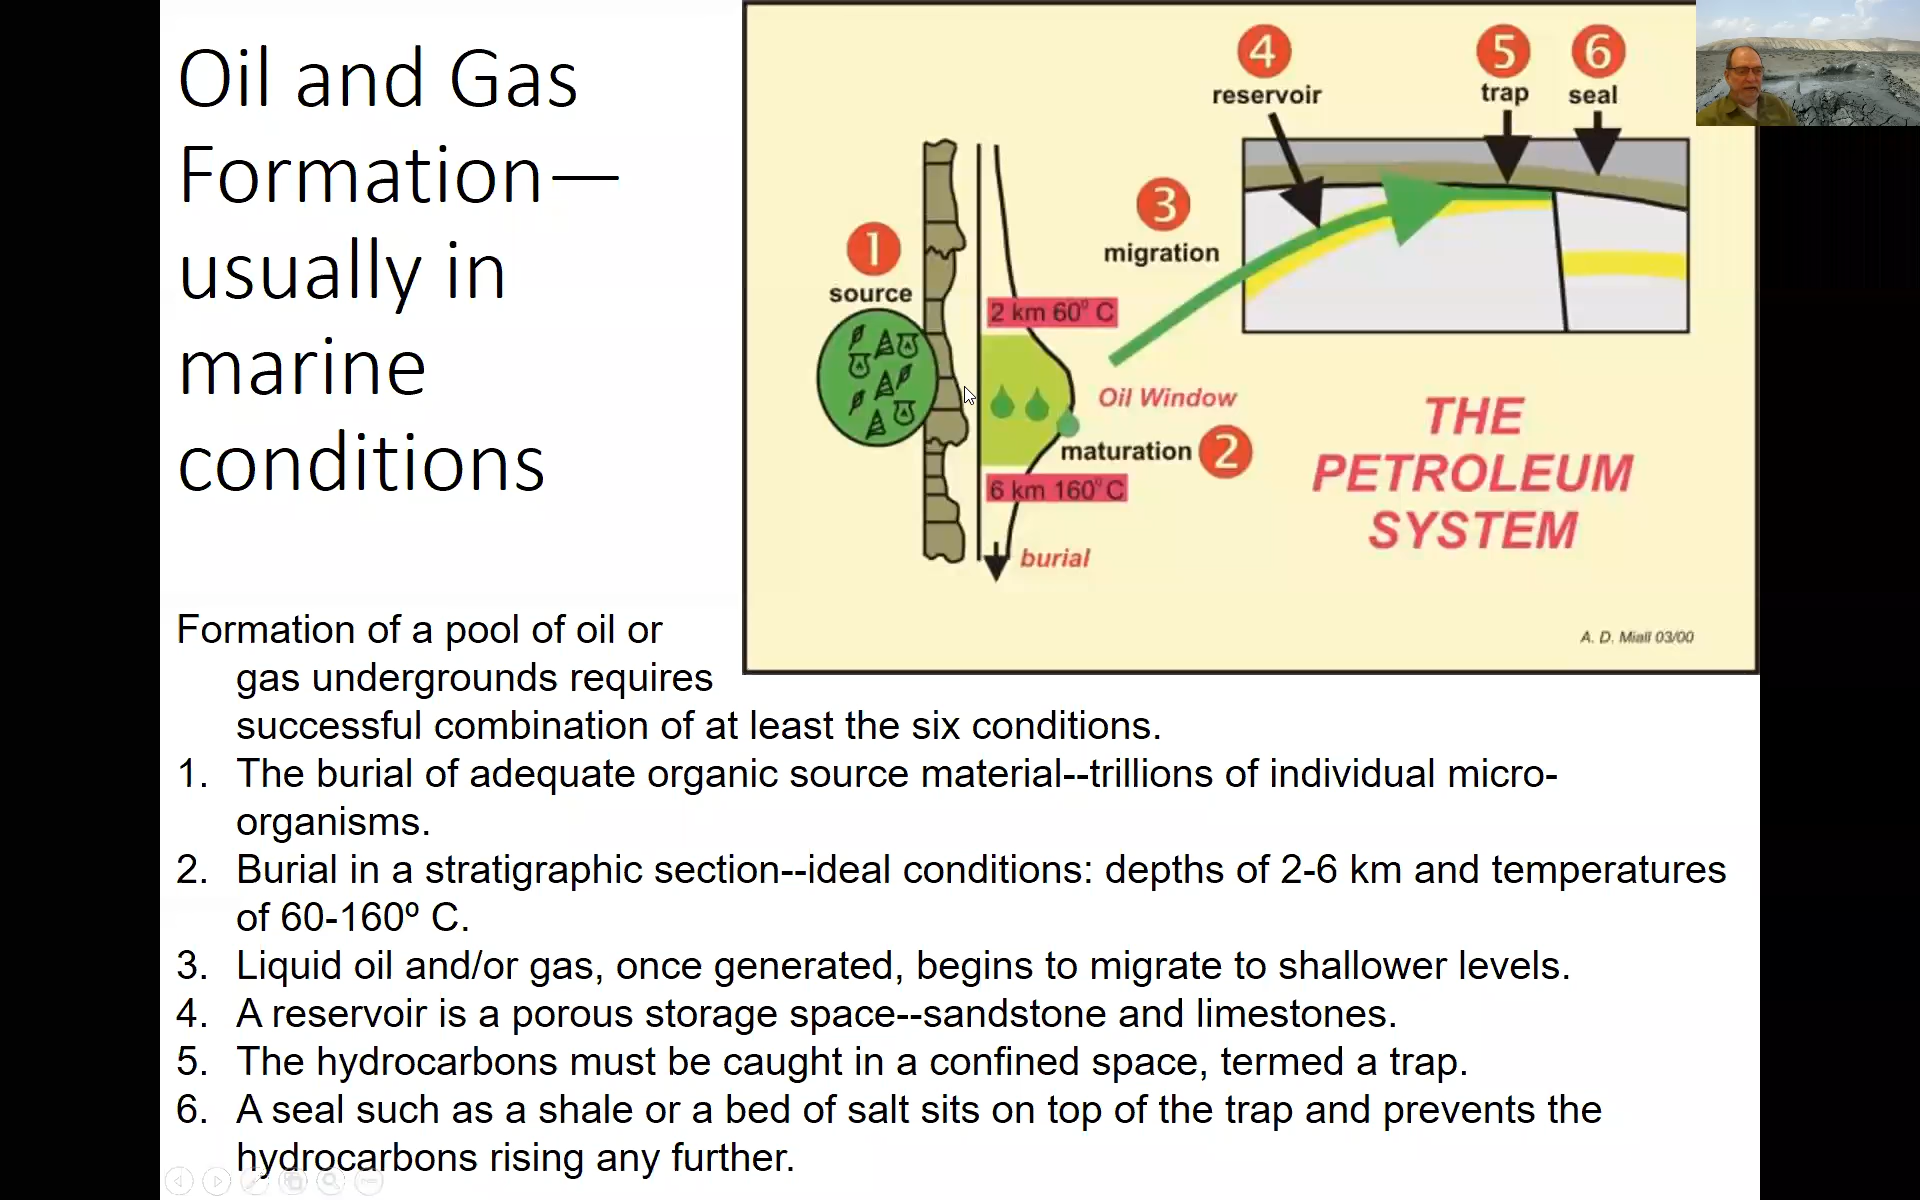 Oil and Gas
Formation—
usually in
marine
conditions
4
reservoir
5
trap
6
seal
3
migration
1
source
2 km 60° C
Oil Window
maturation 2
6 km 160°C
burial
THE
PETROLEUM
SYSTEM
A. D. Miall 03/00
Formation of a pool of oil or
gas undergrounds requires
successful combination of at least the six conditions.
1. The burial of adequate organic source material--trillions of individual micro-
organisms.
2. Burial in a stratigraphic section--ideal conditions: depths of 2-6 km and temperatures
of 60-160º C.
3. Liquid oil and/or gas, once generated, begins to migrate to shallower levels.
4. A reservoir is a porous storage space--sandstone and limestones.
5. The hydrocarbons must be caught in a confined space, termed a trap.
6. A seal such as a shale or a bed of salt sits on top of the trap and prevents the
hydrocarbons rising any further.